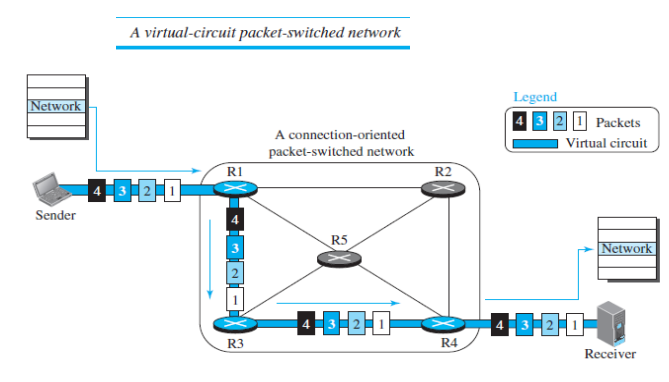 A virtual-circuit packet-switched network
Network
Legend
4 3 2 1 Packets
Virtual circuit
A connection-oriented
packet-switched network
R1
R2
4 3 2 1
Sender
4
3
2
1
R5
Network
4 3 2 1
4 3 2 1
R3
R4
Receiver